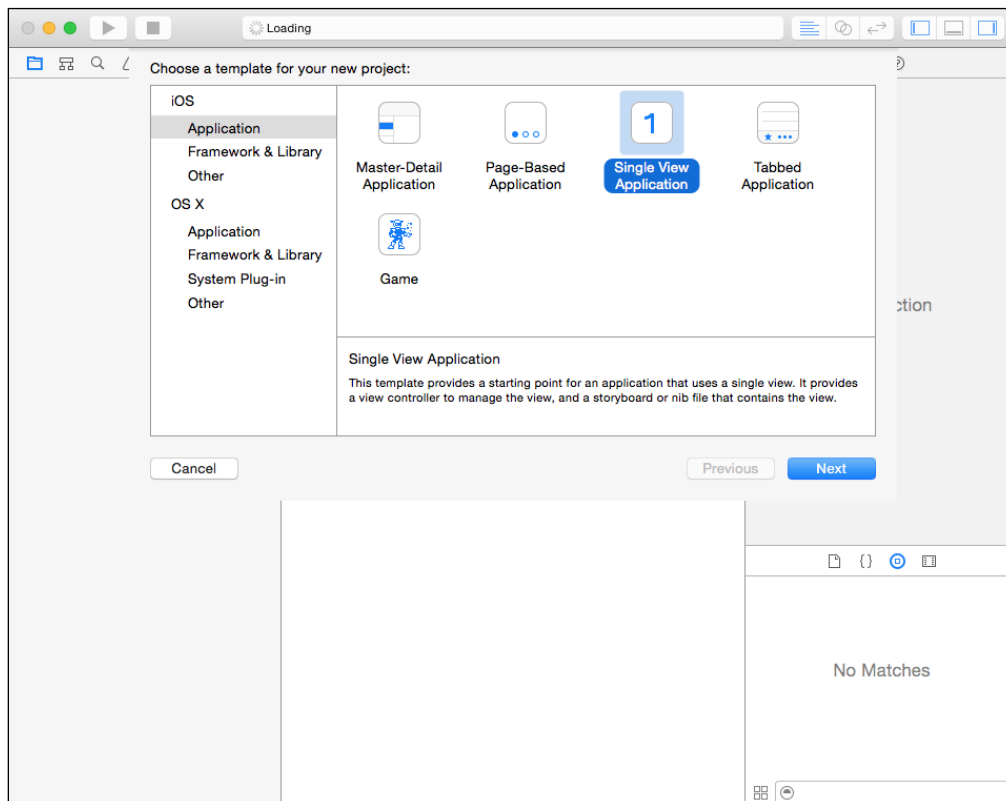 Loading
Choose a template for your new project:
iOS
Application
Framework & Library
Other
OS X
Application
Framework & Library
System Plug-in
Other
Master-Detail
Application
Page-Based
Application
1
Single View
Application
Tabbed
Application
Game
Single View Application
This template provides a starting point for an application that uses a single view. It provides
a view controller to manage the view, and a storyboard or nib file that contains the view.
Cancel
Previous
Next
ction
{}
No Matches